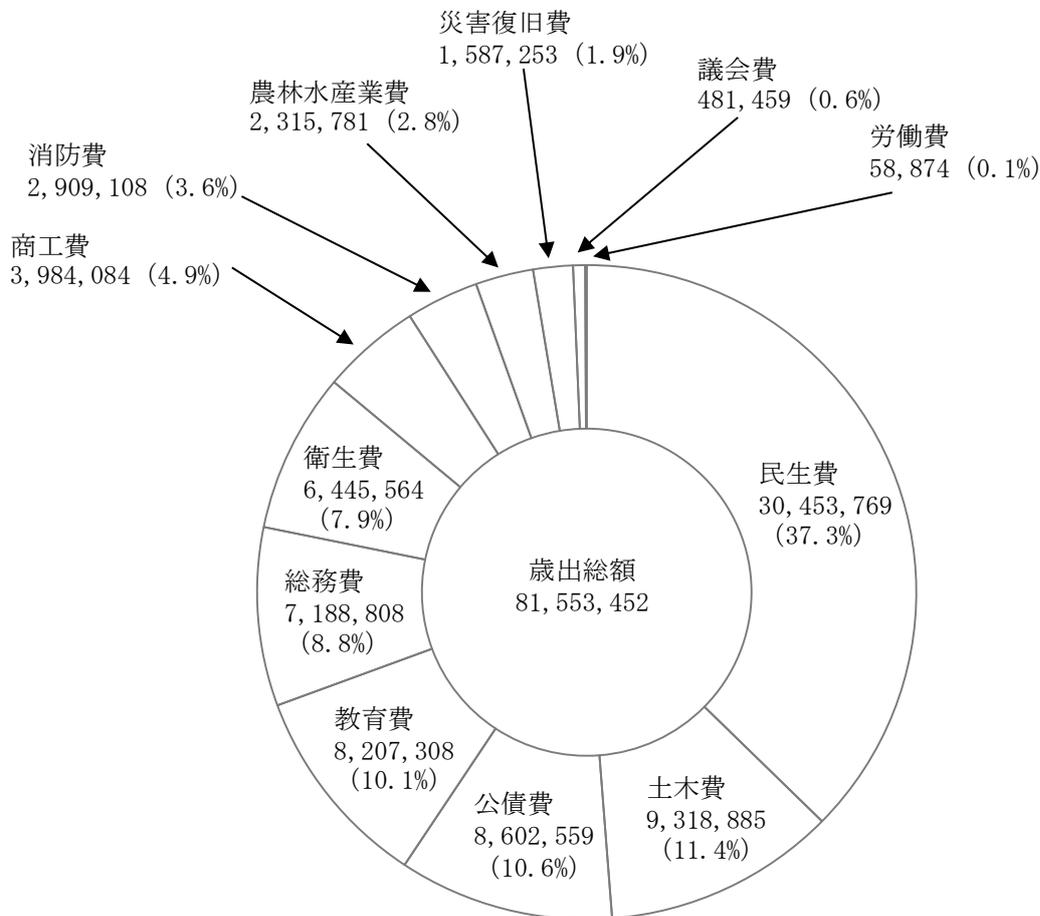 災害復旧費
1,587,253 (1.9%)
議会費
481,459 (0.6%)
農林水産業費
2,315,781 (2.8%)
労働費
58,874 (0.1%)
消防費
2,909,108 (3.6%)
商工費
3,984,084 (4.9%)
衛生費
6,445,564
(7.9%)
民生費
30,453,769
(37.3%)
歳出総額
81,553,452
総務費
7,188,808
(8.8%)
教育費
8,207,308
(10.1%)
土木費
9,318,885
(11.4%)
公債費
8,602,559
(10.6%)